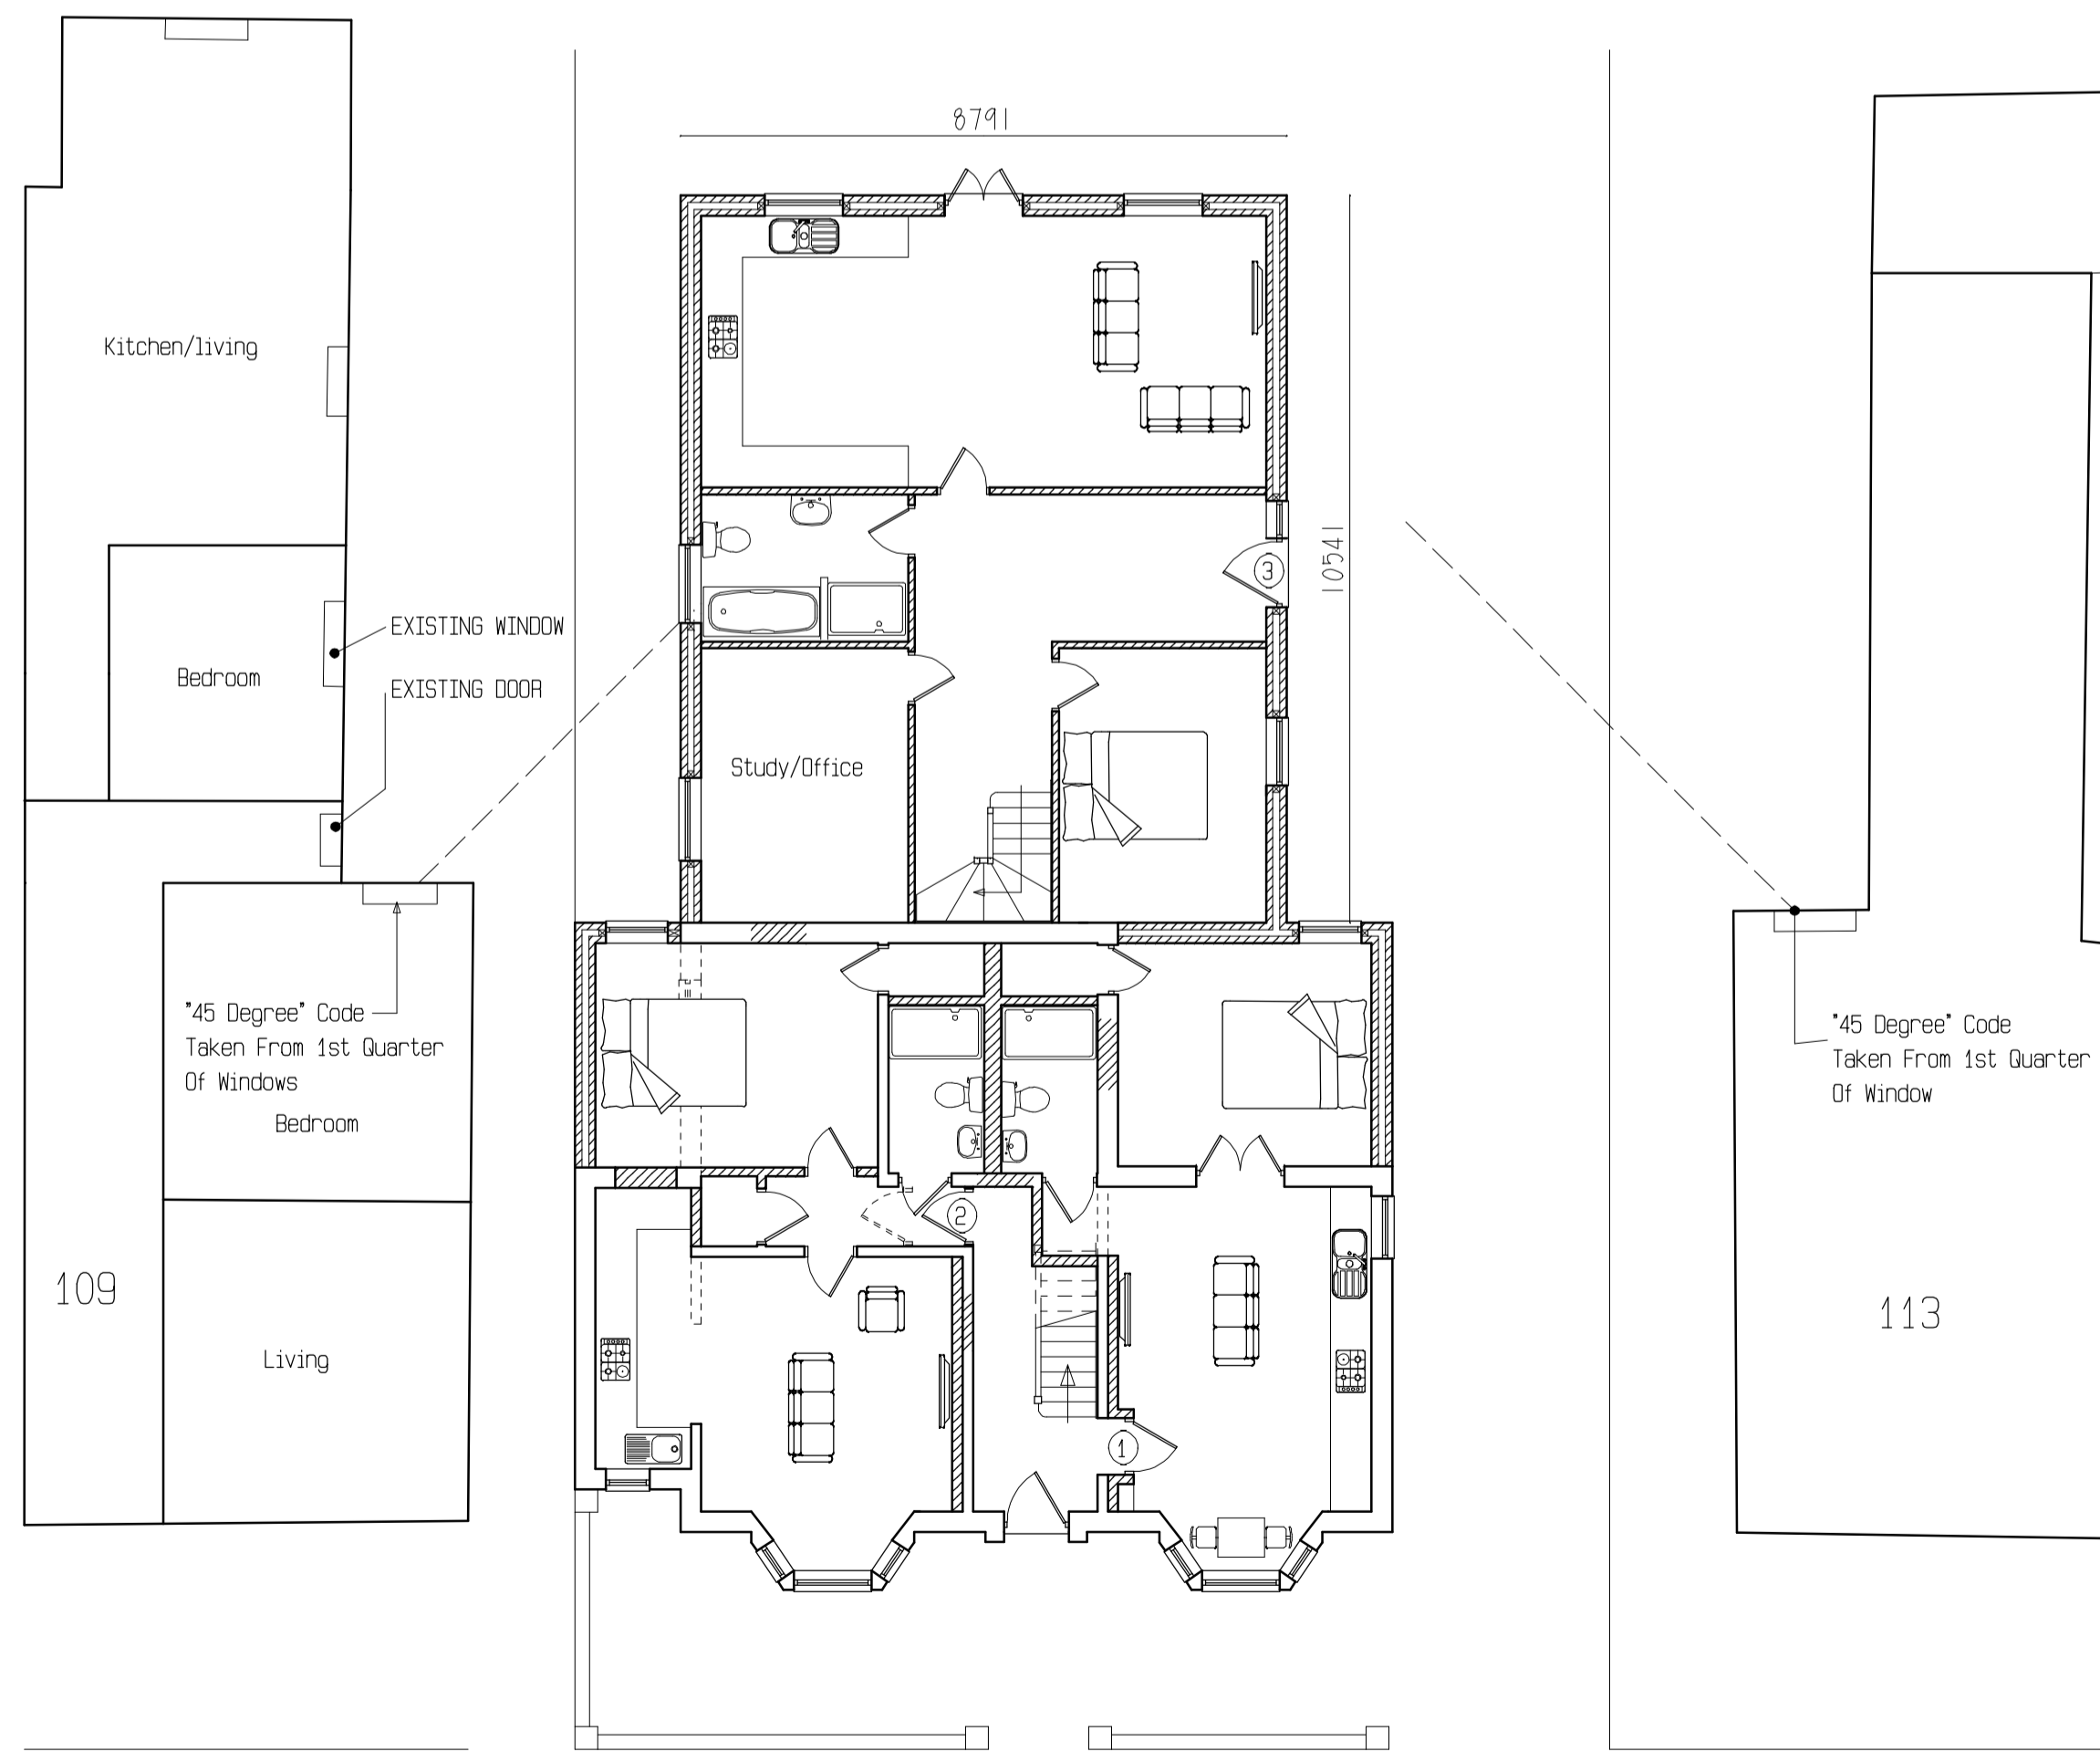 8791
Kitchen/living
10541
3
EXISTING WINDOW
Bedroom
EXISTING DOOR
Study/Office
"45 Degree" Code
Taken From 1st Quarter
Of Windows
Bedroom
"45 Degree" Code
Taken From 1st Quarter
Of Window
2
109
113
Living
1